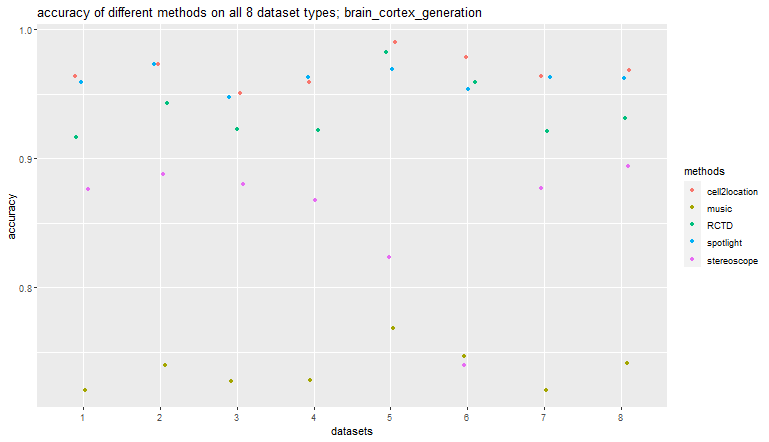 accuracy of different methods on all 8 dataset types; brain_cortex_generation
1.0
0.9
0.8
accuracy
1 2 3 4 5 6 7 8
datasets
methods
cell2location
music
RCTD
spotlight
stereoscope